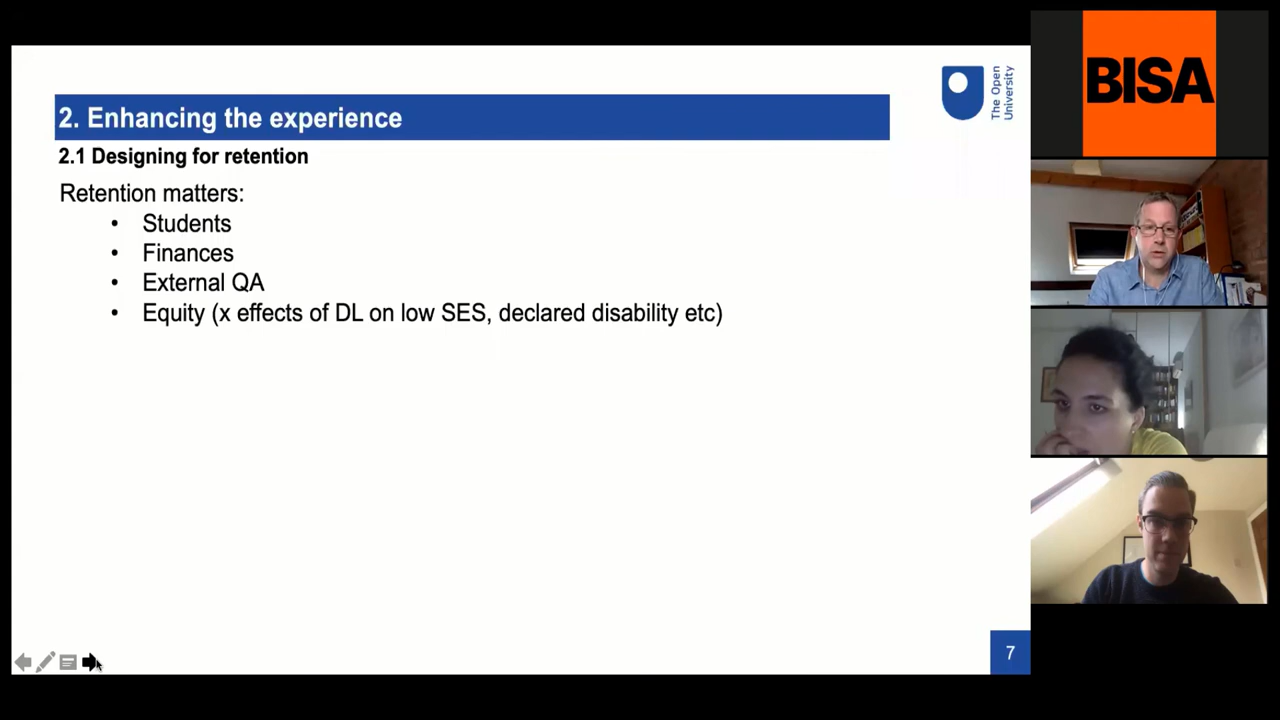 2. Enhancing the experience
2.1 Designing for retention
Retention matters:
• Students
• Finances
• External QA
• Equity (x effects of DL on low SES, declared disability etc)
The Open
University
7
BISA